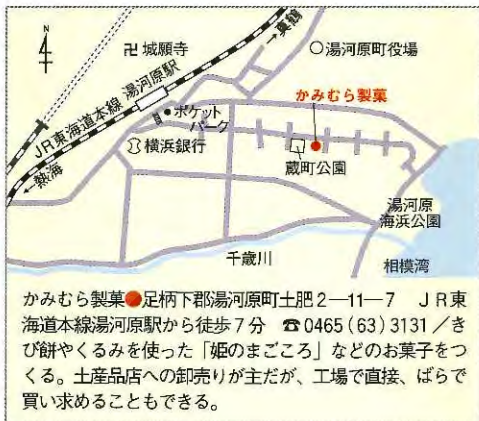 卍城願寺
→真鶴
湯河原町役場
JR東海道本線 湯河原駅
かみむら製菓
ポケット
パーク
横浜銀行
蔵町公園
←熱海
湯河原
海浜公園
千歳川
相模湾
かみむら製菓●足柄下郡湯河原町土肥2―11―7 JR東
海道本線湯河原駅から徒歩7分 ☎0465(63)3131/き
び餅やくるみを使った「姫のまごころ」などのお菓子をつ
くる。土産品店への卸売りが主だが、工場で直接、ばらで
買い求めることもできる。